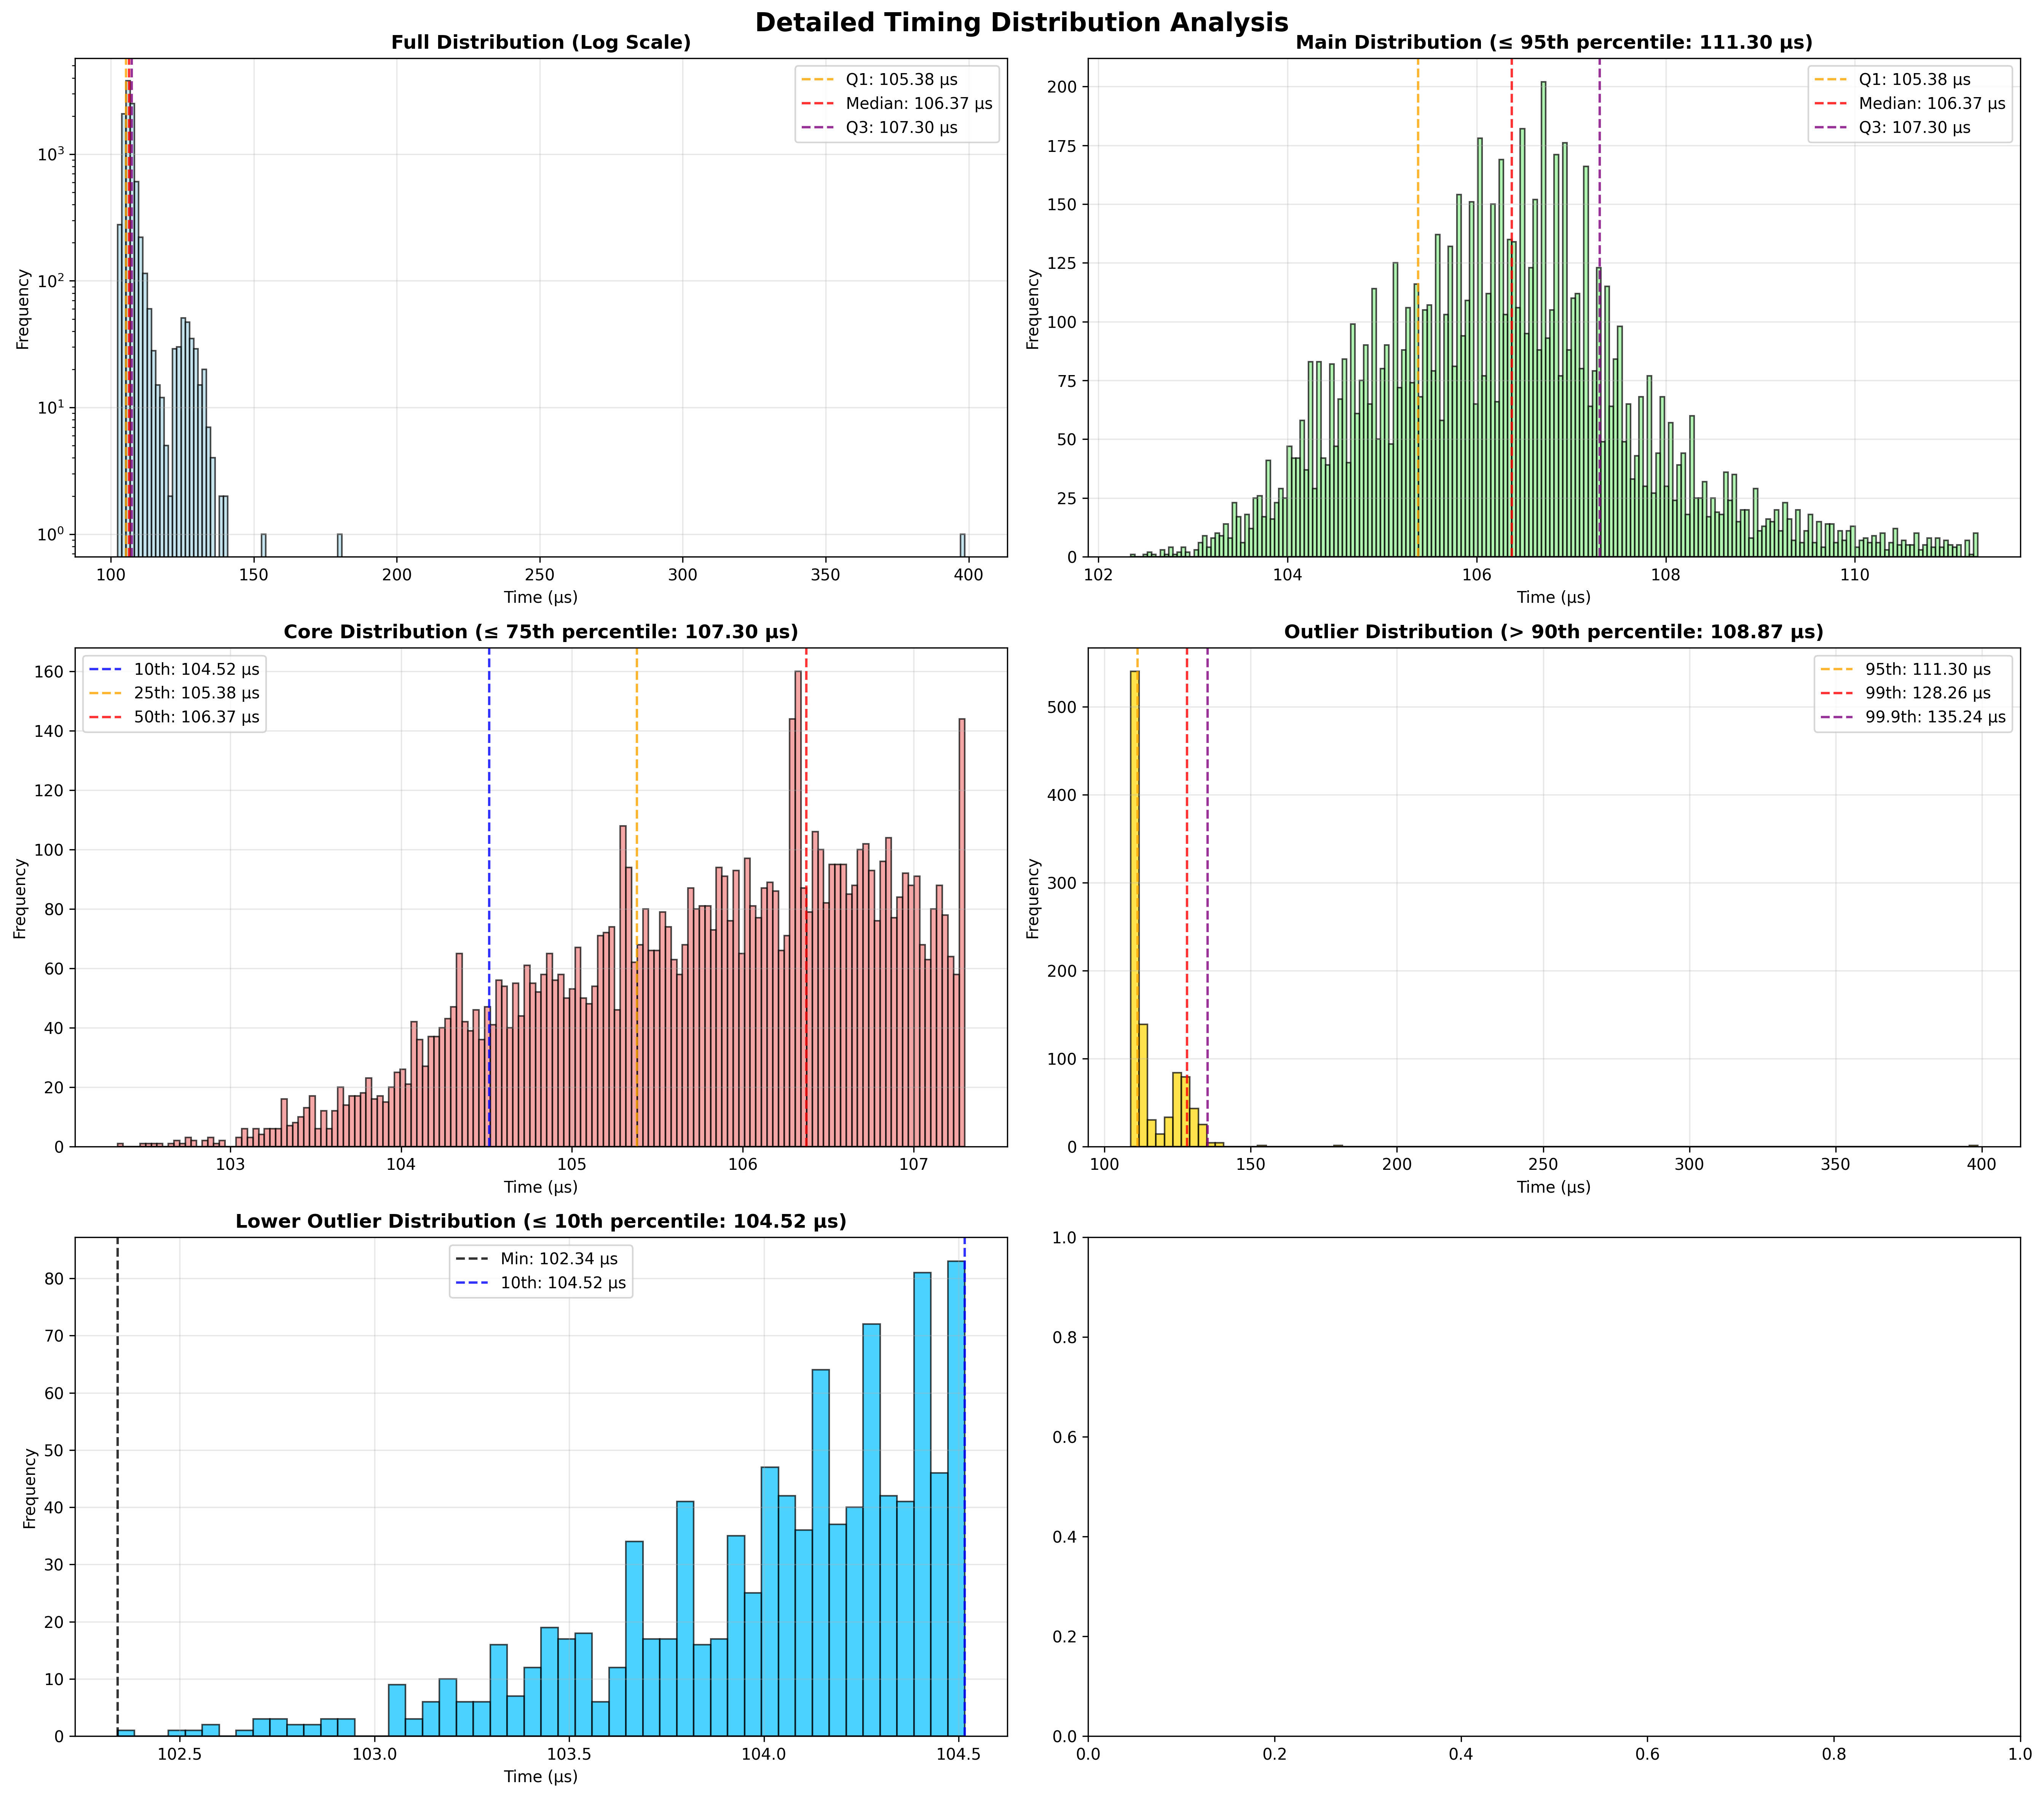 Detailed Timing Distribution Analysis
Full Distribution (Log Scale)
Frequency
10³
10²
10¹
10⁰
Q1: 105.38 μs
Median: 106.37 μs
Q3: 107.30 μs
100 150 200 250 300 350 400
Time (μs)
Main Distribution (≤ 95th percentile: 111.30 μs)
Frequency
200
175
150
125
100
75
50
25
0
Q1: 105.38 μs
Median: 106.37 μs
Q3: 107.30 μs
102 104 106 108 110
Time (μs)
Core Distribution (≤ 75th percentile: 107.30 μs)
Frequency
160
140
120
100
80
60
40
20
0
10th: 104.52 μs
25th: 105.38 μs
50th: 106.37 μs
103 104 105 106 107
Time (μs)
Outlier Distribution (> 90th percentile: 108.87 μs)
Frequency
500
400
300
200
100
0
95th: 111.30 μs
99th: 128.26 μs
99.9th: 135.24 μs
100 150 200 250 300 350 400
Time (μs)
Lower Outlier Distribution (≤ 10th percentile: 104.52 μs)
Frequency
80
70
60
50
40
30
20
10
0
Min: 102.34 μs
10th: 104.52 μs
102.5 103.0 103.5 104.0 104.5
Time (μs)
1.0
0.8
0.6
0.4
0.2
0.0
0.0 0.2 0.4 0.6 0.8 1.0